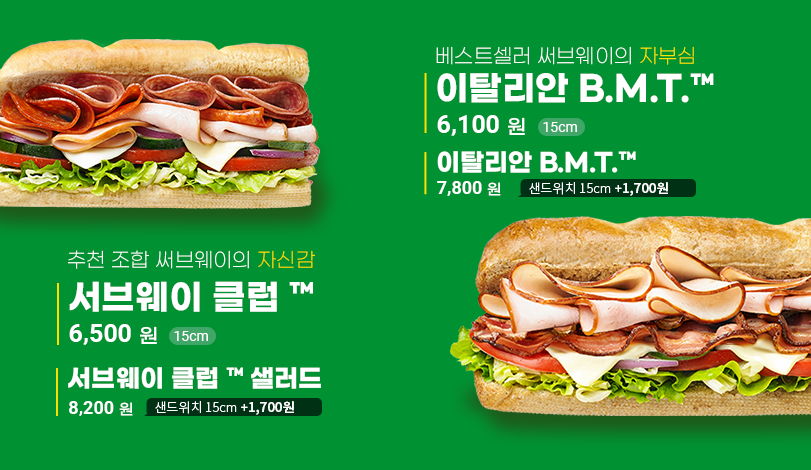 베스트셀러 써브웨이의 자부심
이탈리안 B.M.T.™
6,100 원 15cm
이탈리안 B.M.T.™
7,800 원 샌드위치 15cm +1,700원
추천 조합 써브웨이의 자신감
서브웨이 클럽 ™
6,500 원 15cm
서브웨이 클럽 ™ 샐러드
8,200 원 샌드위치 15cm +1,700원